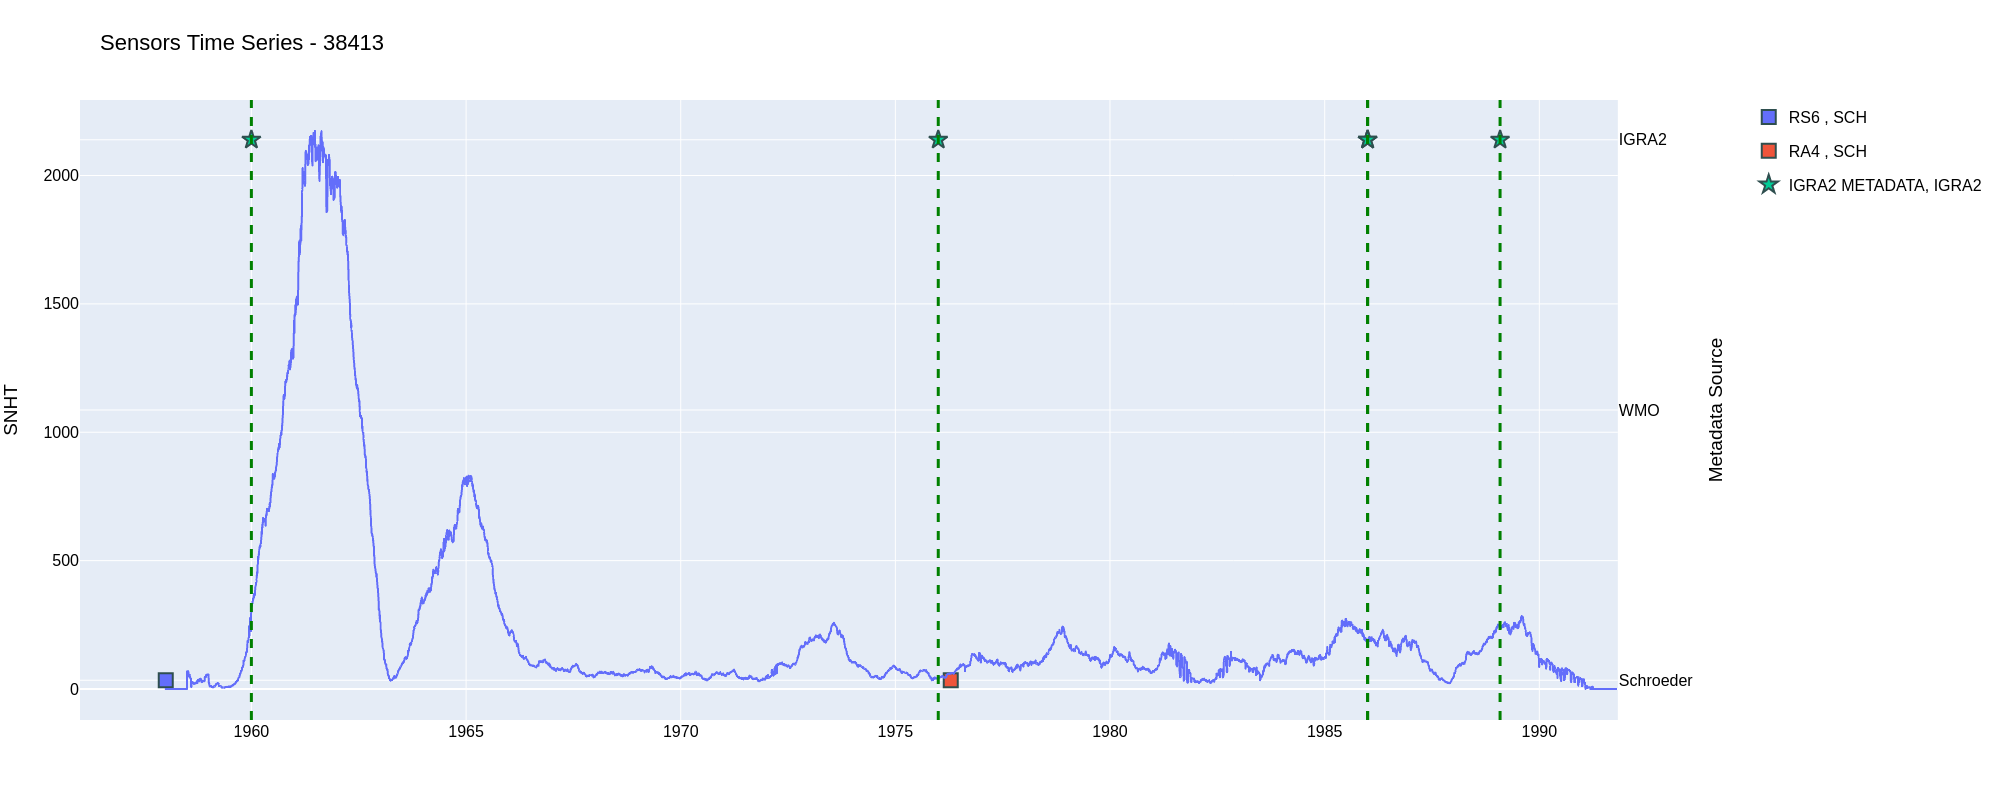 Sensors Time Series - 38413
RS6 , SCH
RA4 , SCH
IGRA2 METADATA, IGRA2
SNHT
2000
1500
1000
500
0
IGRA2
WMO
Schroeder
Metadata Source
1960 1965 1970 1975 1980 1985 1990